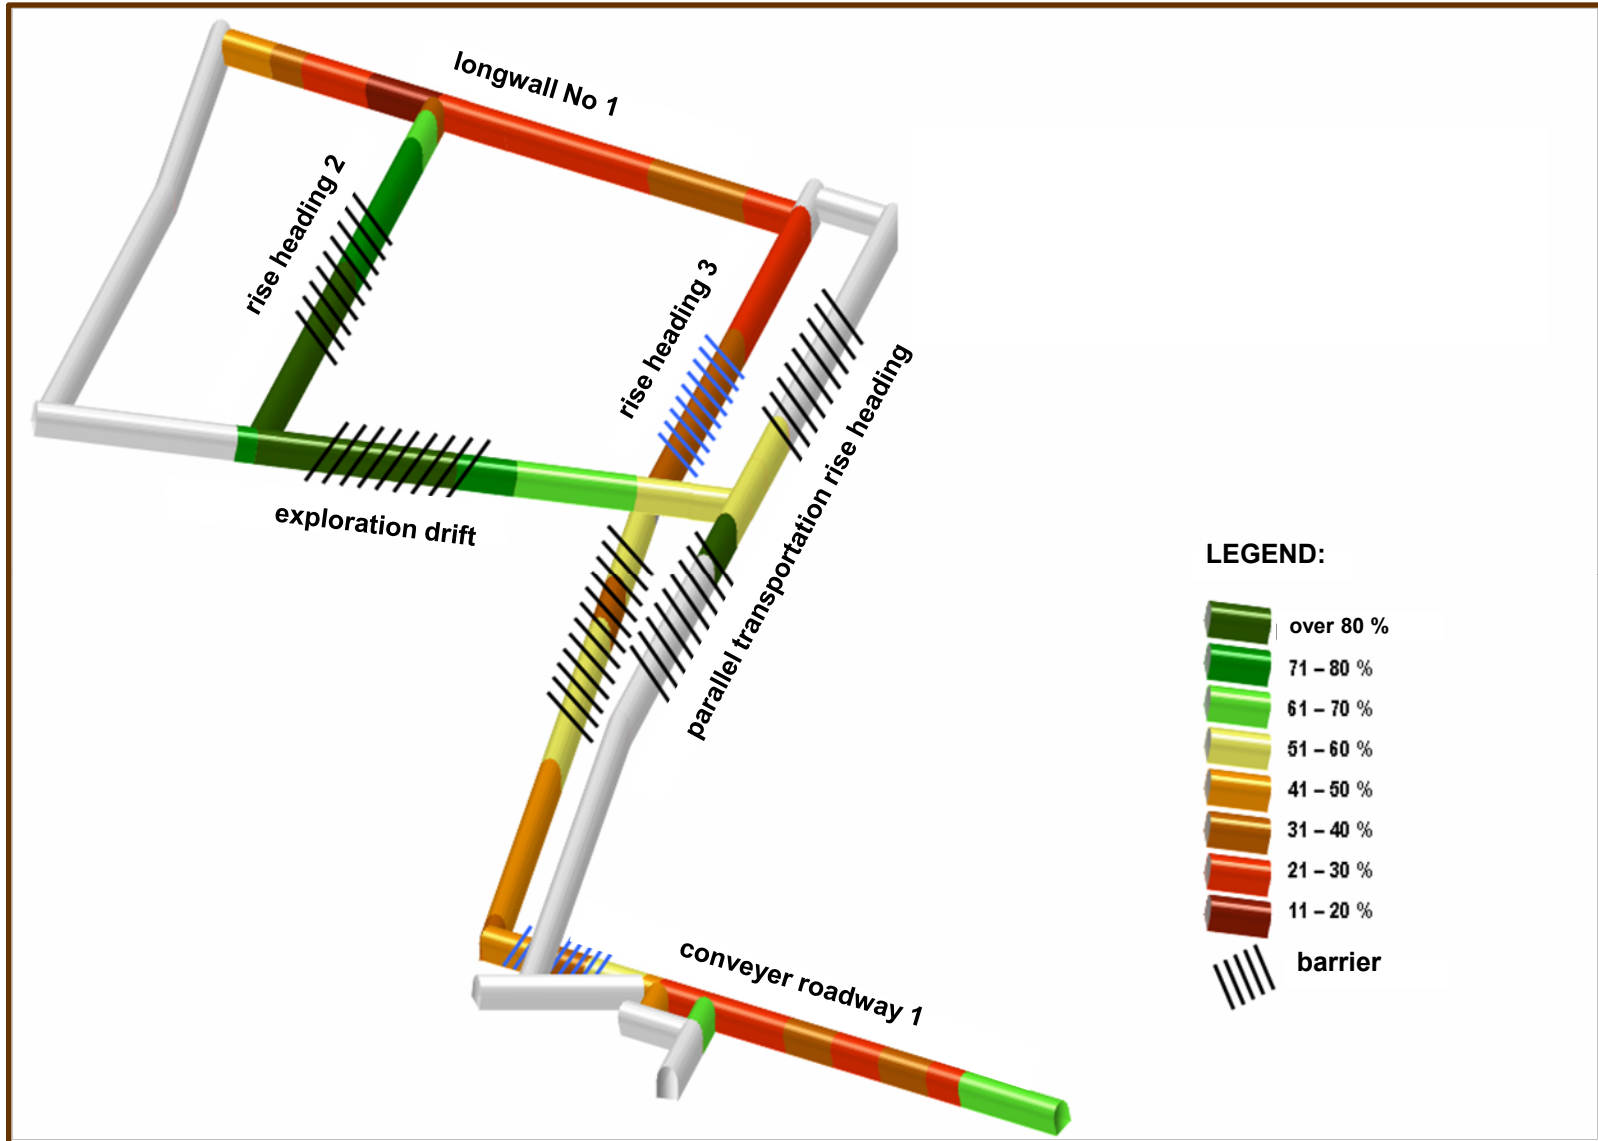 longwall No 1
rise heading 2
rise heading 3
parallel transportation rise heading
exploration drift
conveyer roadway 1
LEGEND:
over 80 %
71 – 80 %
61 – 70 %
51 – 60 %
41 – 50 %
31 – 40 %
21 – 30 %
11 – 20 %
barrier